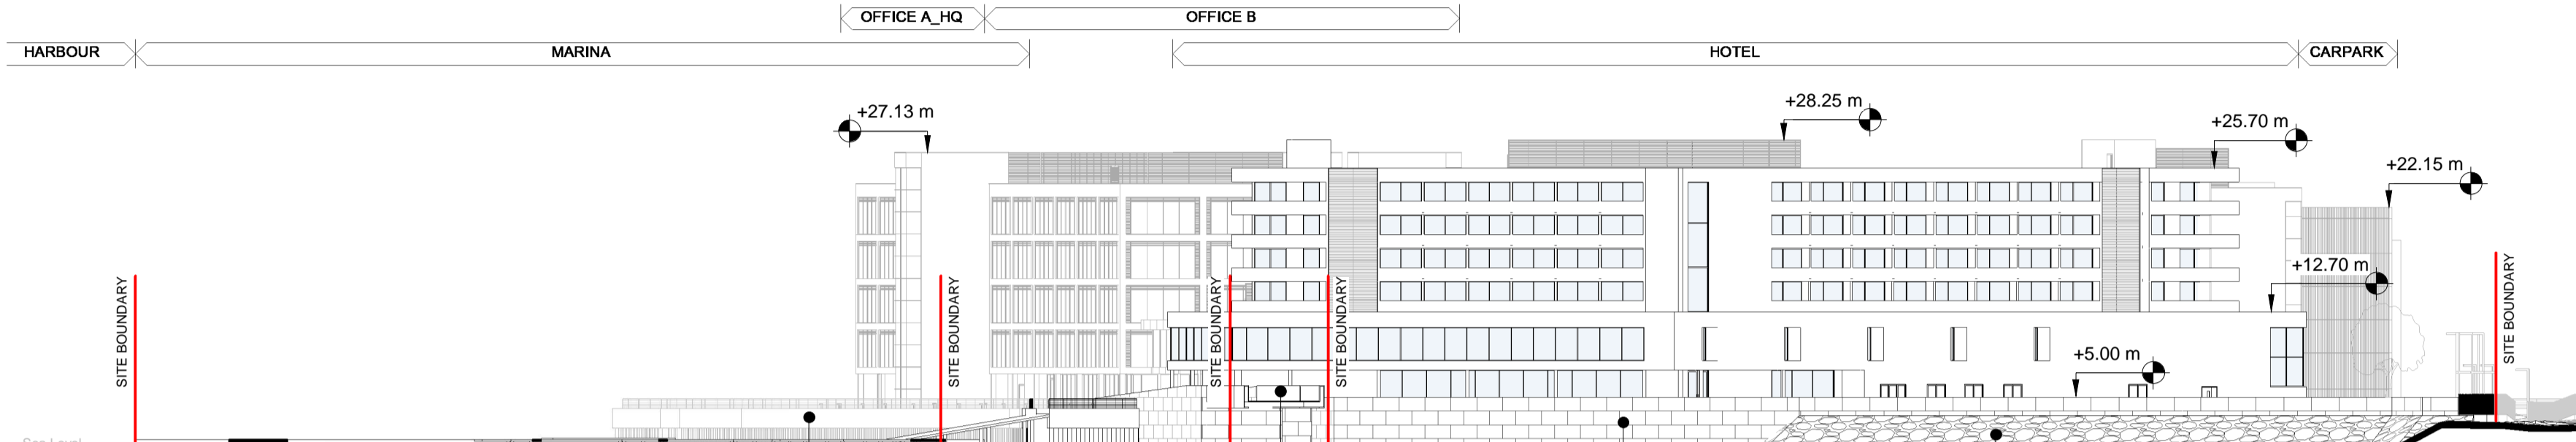 OFFICE A_HQ
OFFICE B
HARBOUR
MARINA
HOTEL
CARPARK
+27.13 m
+28.25 m
+25.70 m
+22.15 m
+12.70 m
+5.00 m
SITE BOUNDARY
SITE BOUNDARY
SITE BOUNDARY
SITE BOUNDARY
SITE BOUNDARY